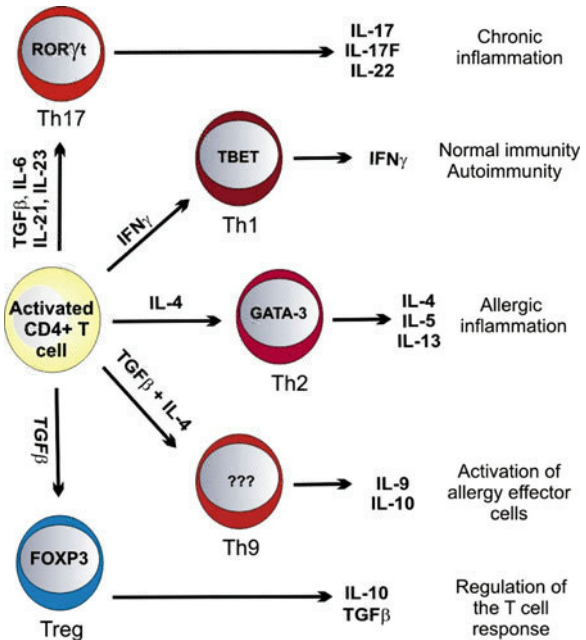 RORγt
Th17
IL-17
IL-17F
IL-22
Chronic
inflammation
TGFβ, IL-6
IL-21, IL-23
IFNγ
TBET
Th1
IFNγ
Normal immunity
Autoimmunity
Activated
CD4+ T
cell
IL-4
GATA-3
Th2
IL-4
IL-5
IL-13
Allergic
inflammation
TGFβ + IL-4
???
Th9
IL-9
IL-10
Activation of
allergy effector
cells
TGFβ
FOXP3
Treg
IL-10
TGFβ
Regulation of
the T cell
response